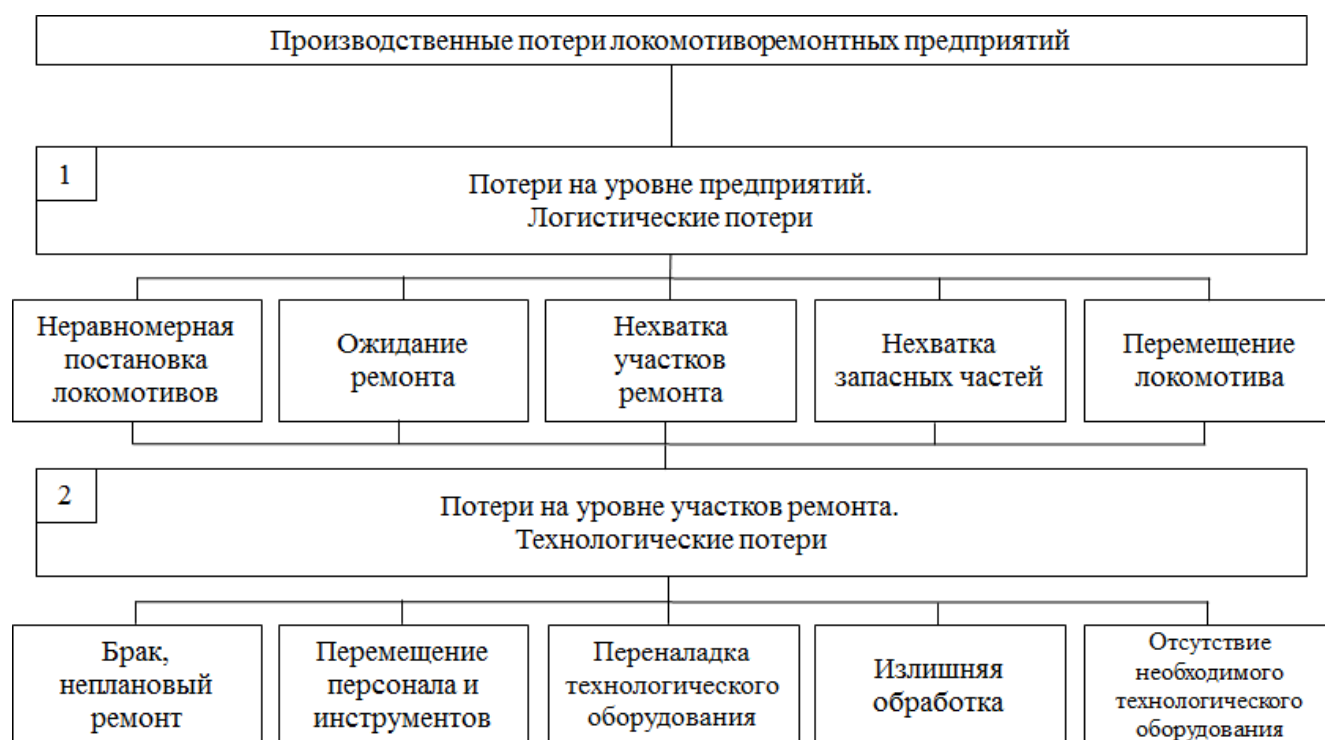 Производственные потери локомотиворемонтных предприятий
1
Потери на уровне предприятий.
Логистические потери
Неравномерная
постановка
локомотивов
Ожидание
ремонта
Нехватка
участков
ремонта
Нехватка
запасных частей
Перемещение
локомотива
2
Потери на уровне участков ремонта.
Технологические потери
Брак,
неплановый
ремонт
Перемещение
персонала и
инструментов
Переналадка
технологического
оборудования
Излишняя
обработка
Отсутствие
необходимого
технологического
оборудования